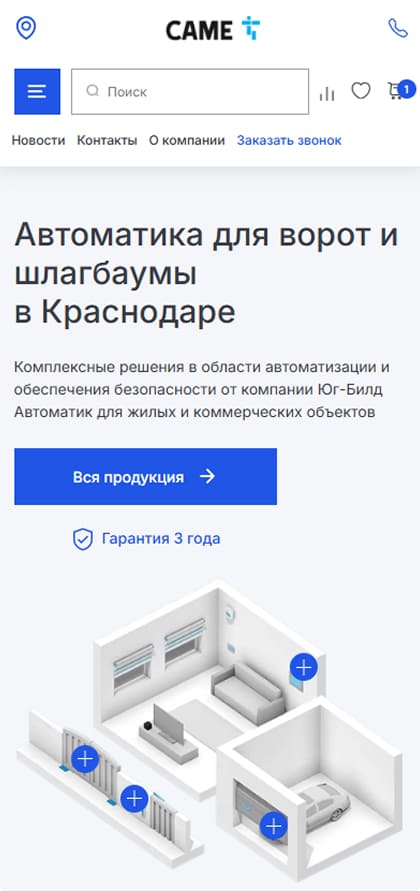 CAME
Поиск
1
Новости Контакты О компании Заказать звонок
Автоматика для ворот и
шлагбаумы
в Краснодаре
Комплексные решения в области автоматизации и
обеспечения безопасности от компании Юг-Билд
Автоматик для жилых и коммерческих объектов
Вся продукция
Гарантия 3 года